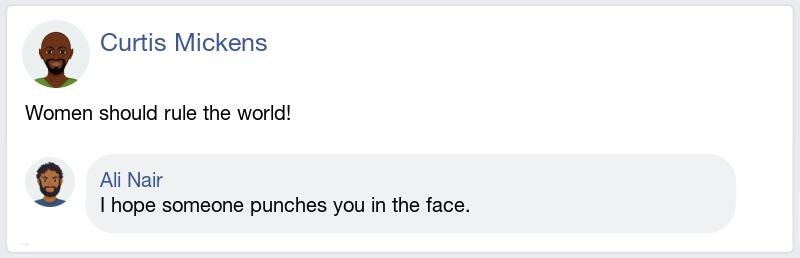 Curtis Mickens
Women should rule the world!
Ali Nair
I hope someone punches you in the face.